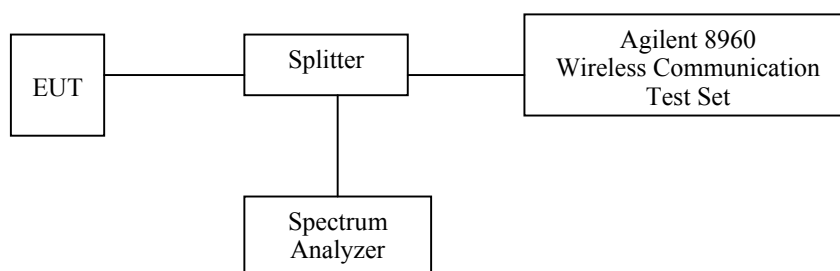 EUT
Splitter
Agilent 8960
Wireless Communication
Test Set
Spectrum
Analyzer